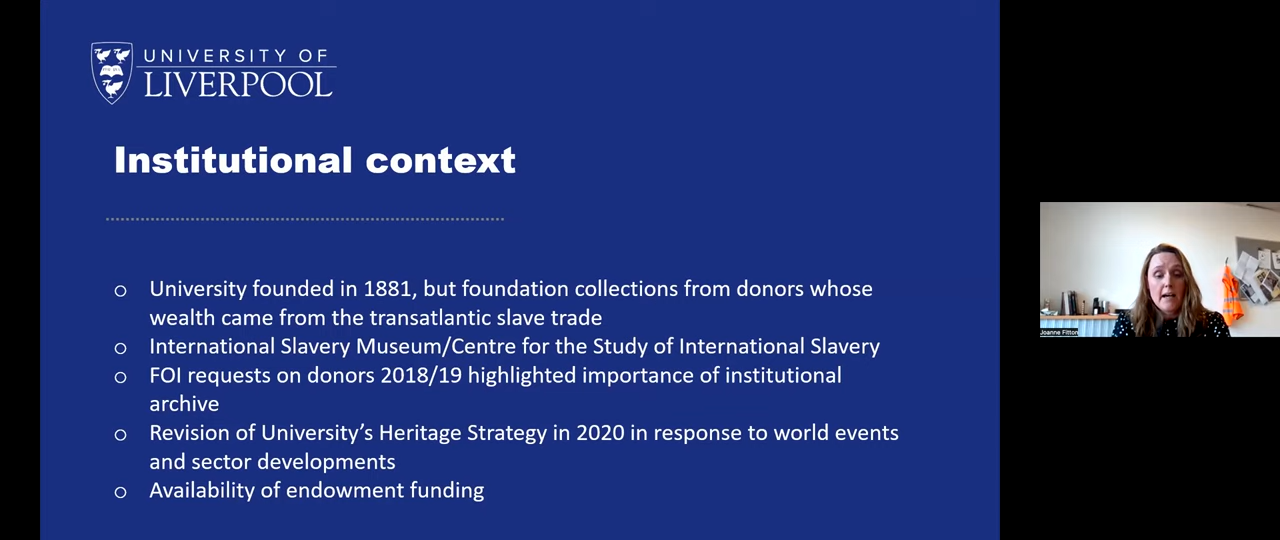 UNIVERSITY OF
LIVERPOOL
Institutional context
o University founded in 1881, but foundation collections from donors whose
wealth came from the transatlantic slave trade
o International Slavery Museum/Centre for the Study of International Slavery
o FOI requests on donors 2018/19 highlighted importance of institutional
archive
o Revision of University’s Heritage Strategy in 2020 in response to world events
and sector developments
o Availability of endowment funding
Joanne Fitton